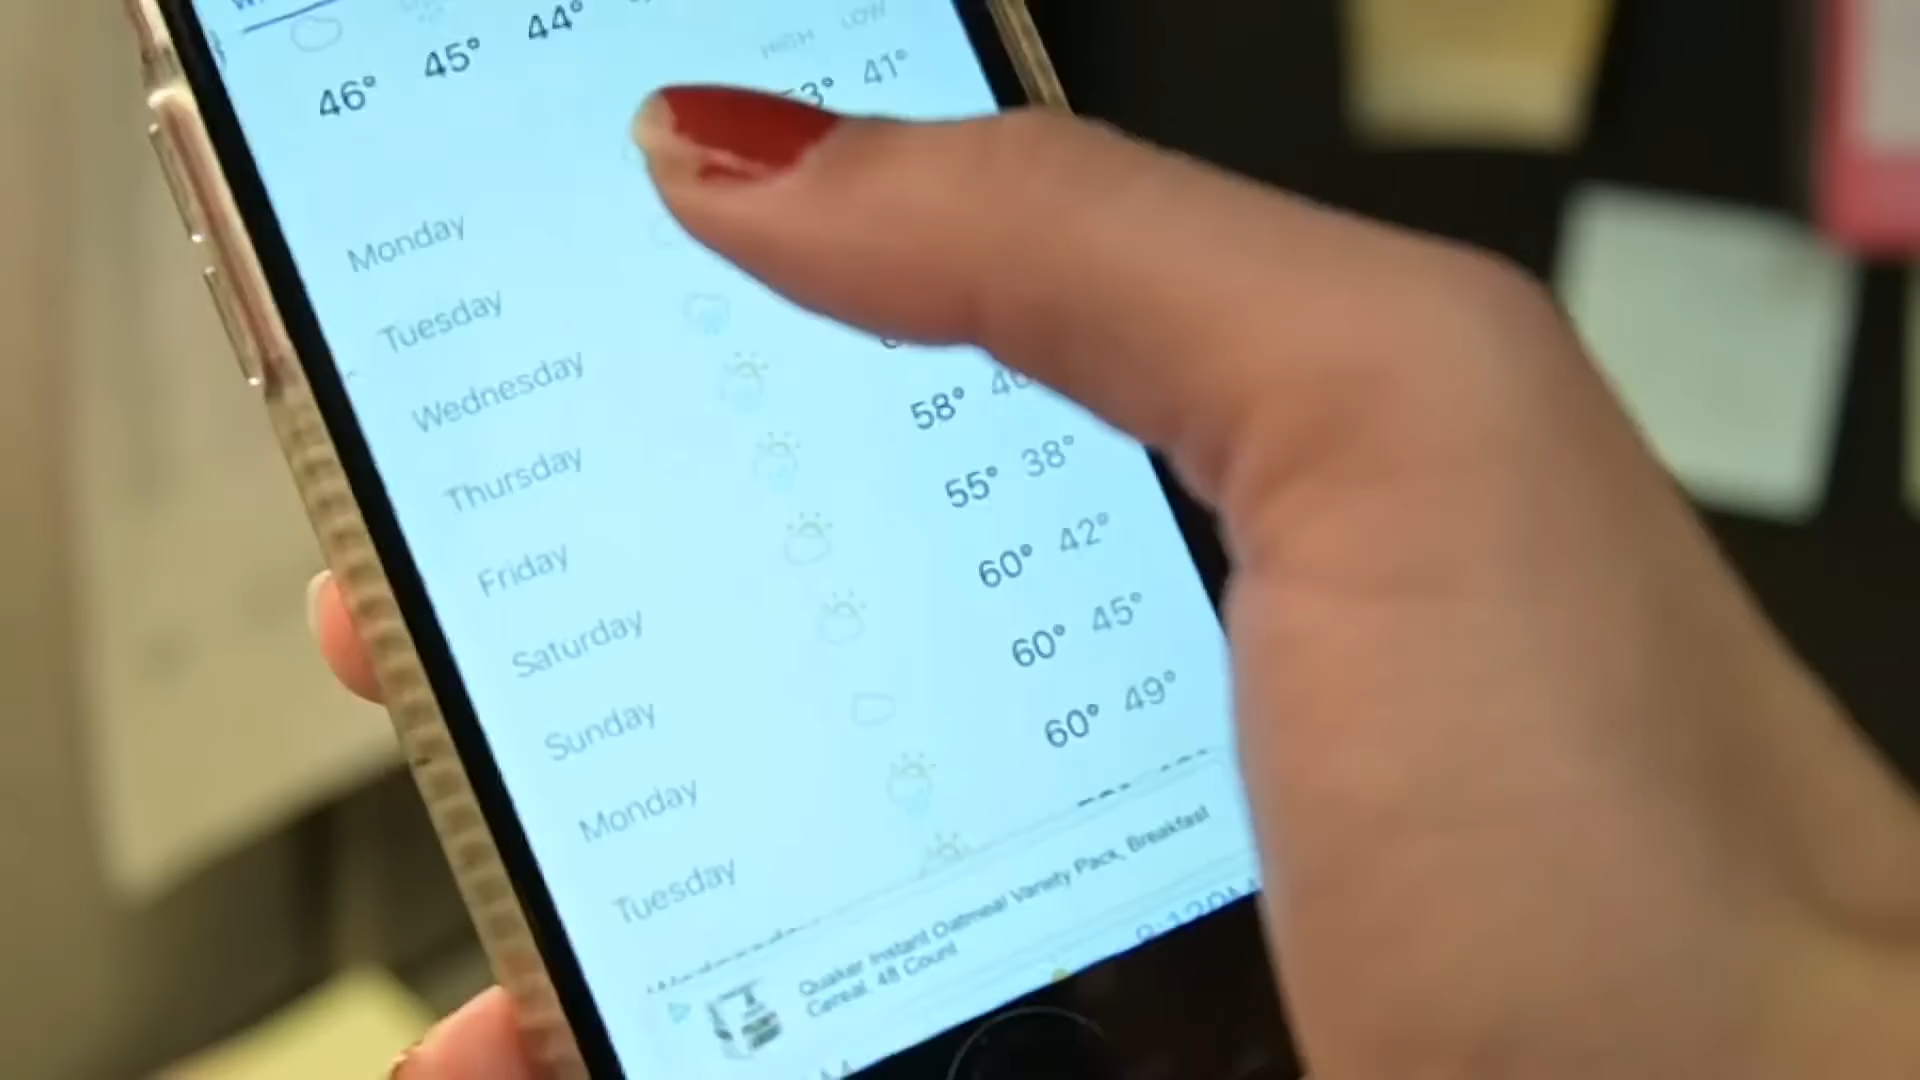 46° 45° 44°
HIGH LOW
53° 41°
Monday
Tuesday
Wednesday
Thursday 58°
Friday 55° 38°
Saturday 60° 42°
Sunday 60° 45°
Monday 60° 49°
Tuesday
Quaker Instant Oatmeal Variety Pack, Breakfast
Cereal, 48 Count